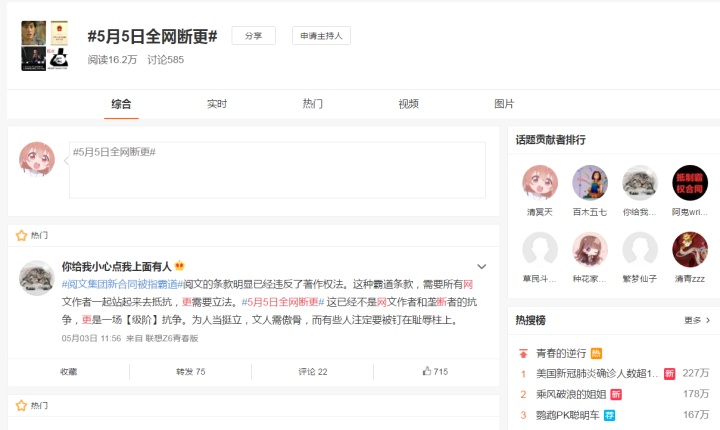 #5月5日全网断更#
分享
申请主持人
阅读16.2万 讨论585
综合
实时
热门
视频
图片
#5月5日全网断更#
热门
你给我小心点我上面有人
#阅文集团新合同被指霸道#阅文的条款明显已经违反了著作权法。这种霸道条款，需要所有网
文作者一起站起来去抵抗，更需要立法。#5月5日全网断更# 这已经不是网文作者和垄断者的抗
争，更是一场【级阶】抗争。为人当挺立，文人需傲骨，而有些人注定要被钉在耻辱柱上。
05月03日 11:56 来自 联想Z6青春版
收藏
转发 75
评论 22
715
热门
话题贡献者排行
清冥天
百木五七
你给我...
阿鬼wri...
抵制霸
权合同
草民斗...
种花家...
繁梦仙子
清青zzz
热搜榜
更多
青春的逆行 热
1 美国新冠肺炎确诊人数超1... 新 227万
2 乘风破浪的姐姐 新 178万
3 鹦鹉PK聪明车 荐 167万